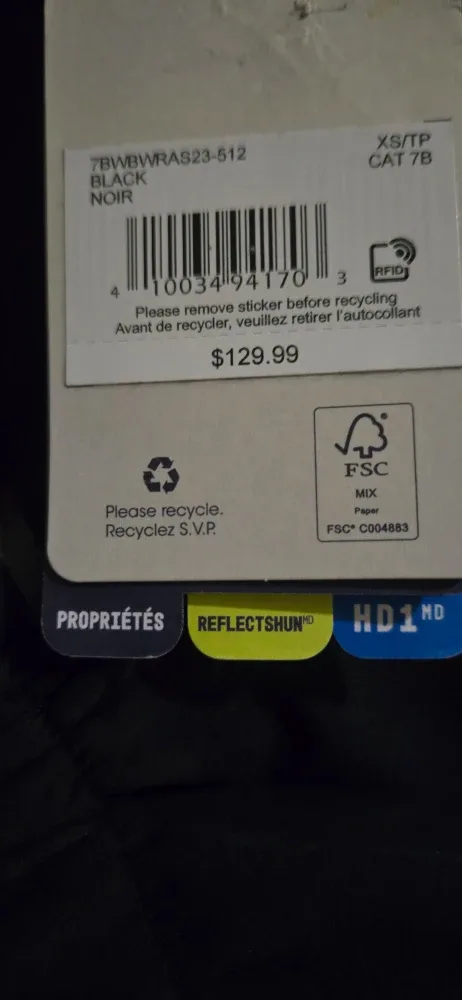 7BWBWRAS23-512
BLACK
NOIR
XS/TP
CAT 7B
4 10034 94170 3
RFID
Please remove sticker before recycling
Avant de recycler, veuillez retirer l'autocollant
$129.99
Please recycle.
Recyclez S.V.P.
FSC
MIX
Paper
FSC® C004883
PROPRIÉTÉS
REFLECTSHUN MD
HD1 MD